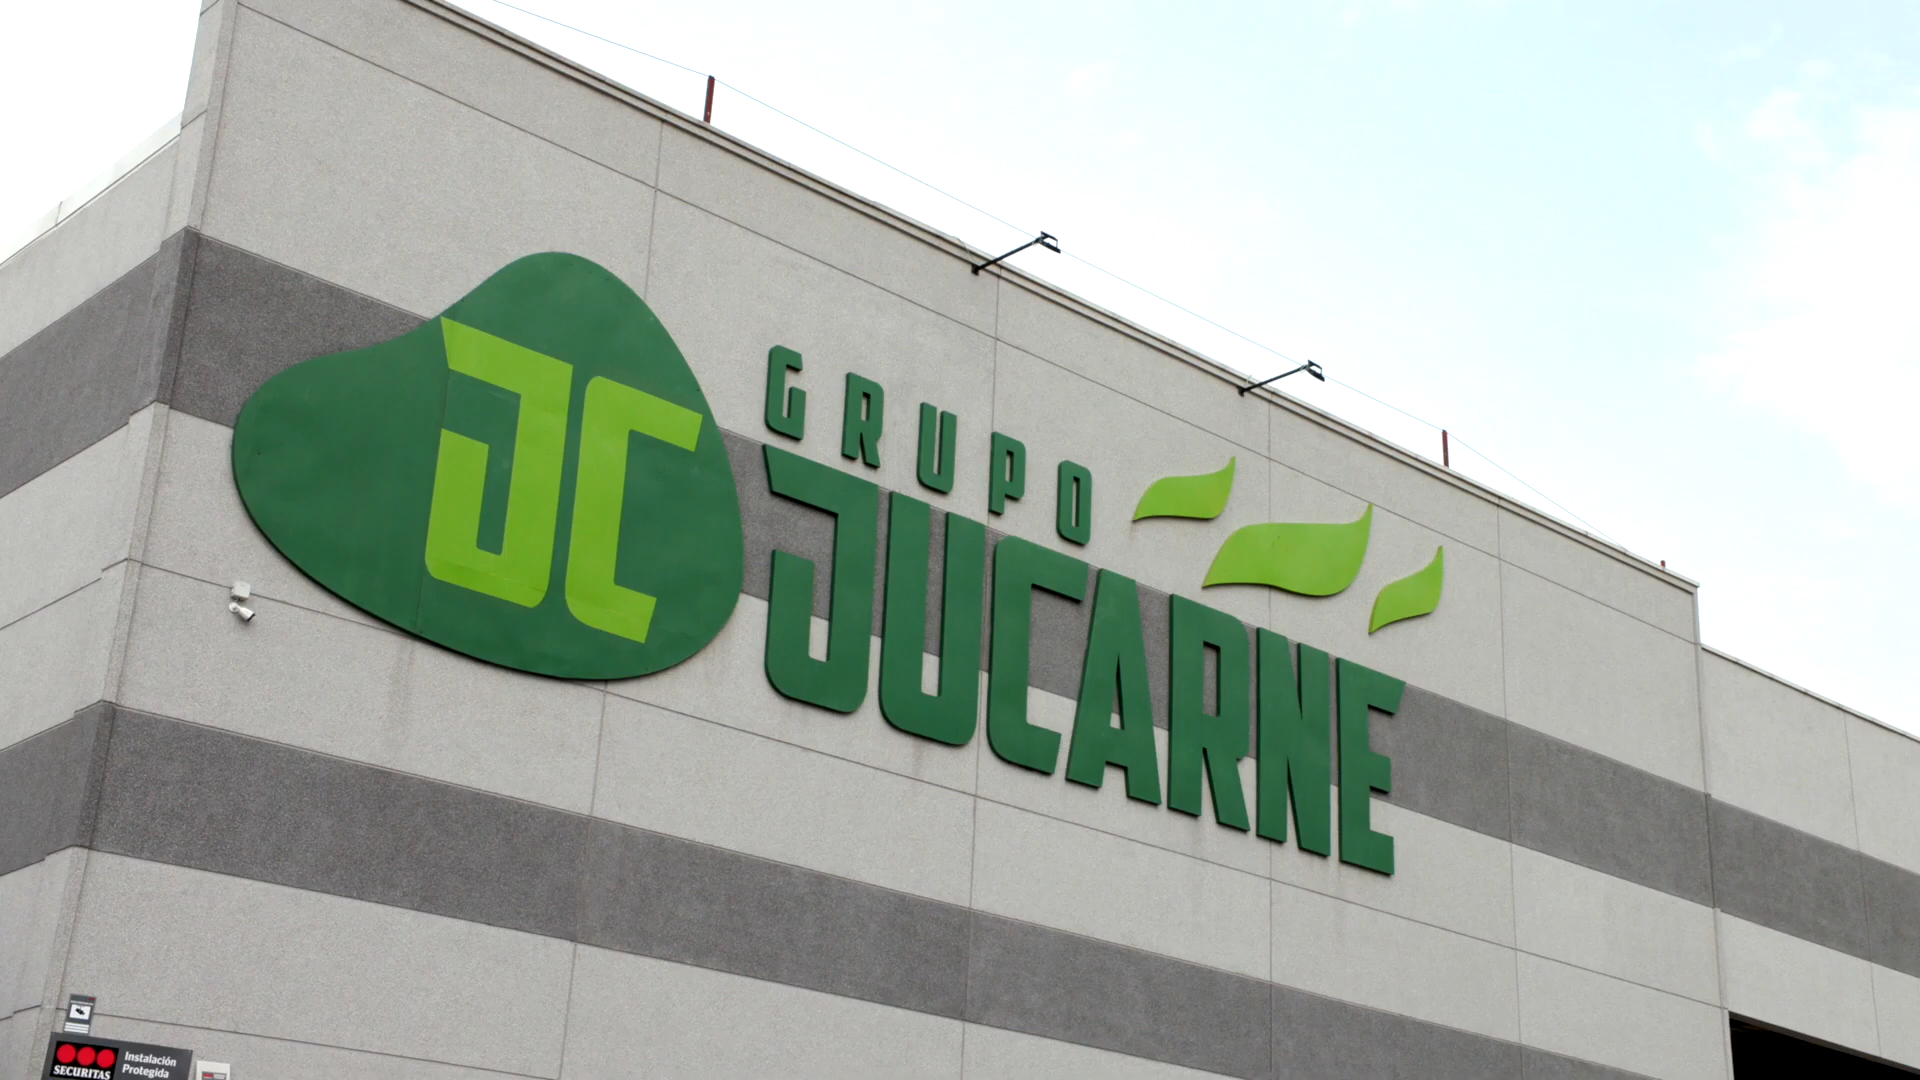 JC
GRUPO
JUCARNE
SECURITAS
Instalación
Protegida